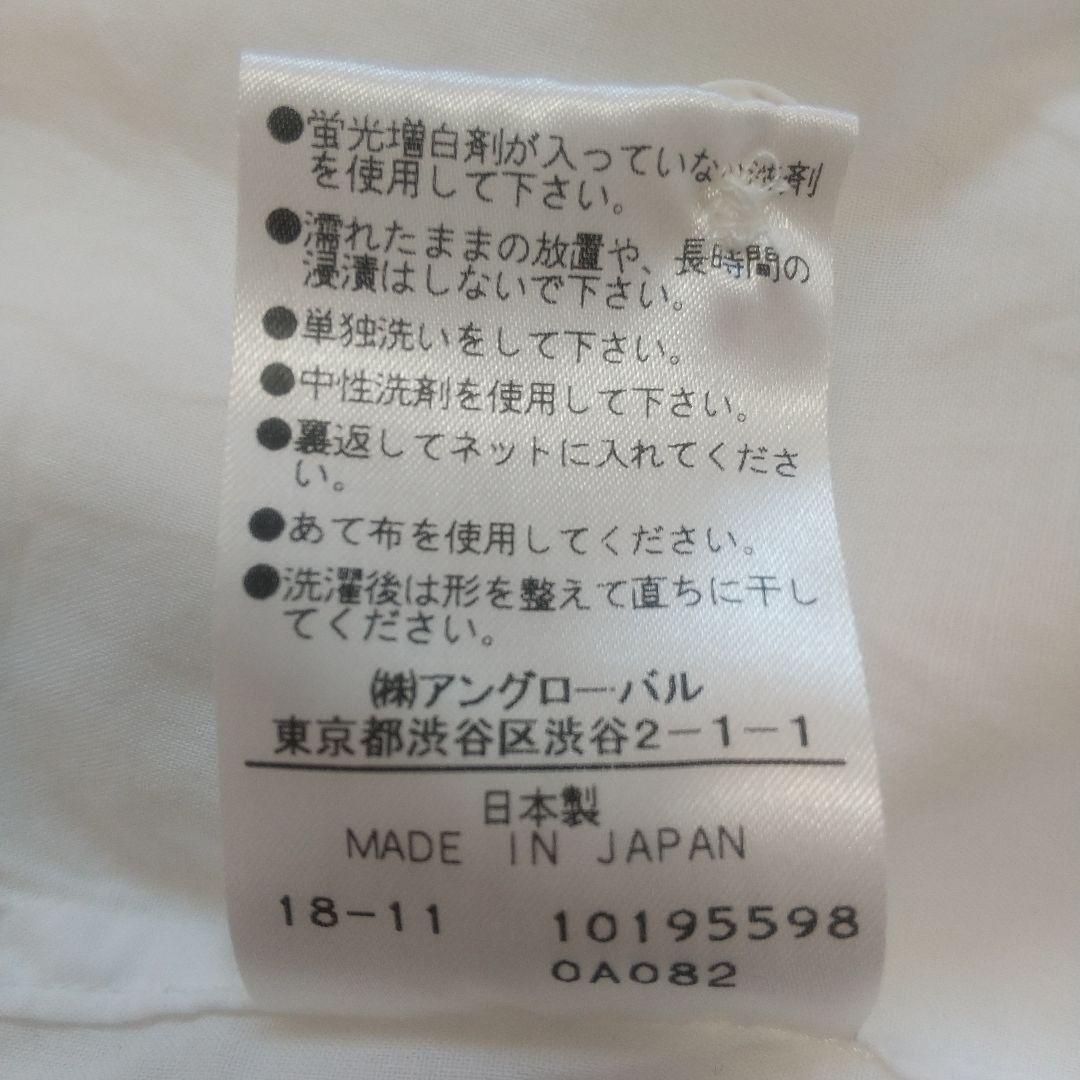 ●蛍光増白剤が入っていない洗剤
を使用して下さい。
●濡れたままの放置や、長時間の
浸漬はしないで下さい。
●単独洗いをして下さい。
●中性洗剤を使用して下さい。
●裏返してネットに入れてくださ
い。
●あて布を使用してください。
●洗濯後は形を整えて直ちに干し
てください。
㈱アングローバル
東京都渋谷区渋谷2-1-1
日本製
MADE IN JAPAN
18-11 10195598
0A082